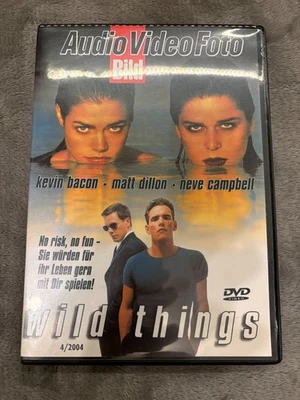 AudioVideoFoto
Bild
kevin bacon • matt dillon • neve campbell
No risk, no fun -
Sie würden für
ihr Leben gern
mit Dir spielen!
DVD
VIDEO
wild things
4/2004